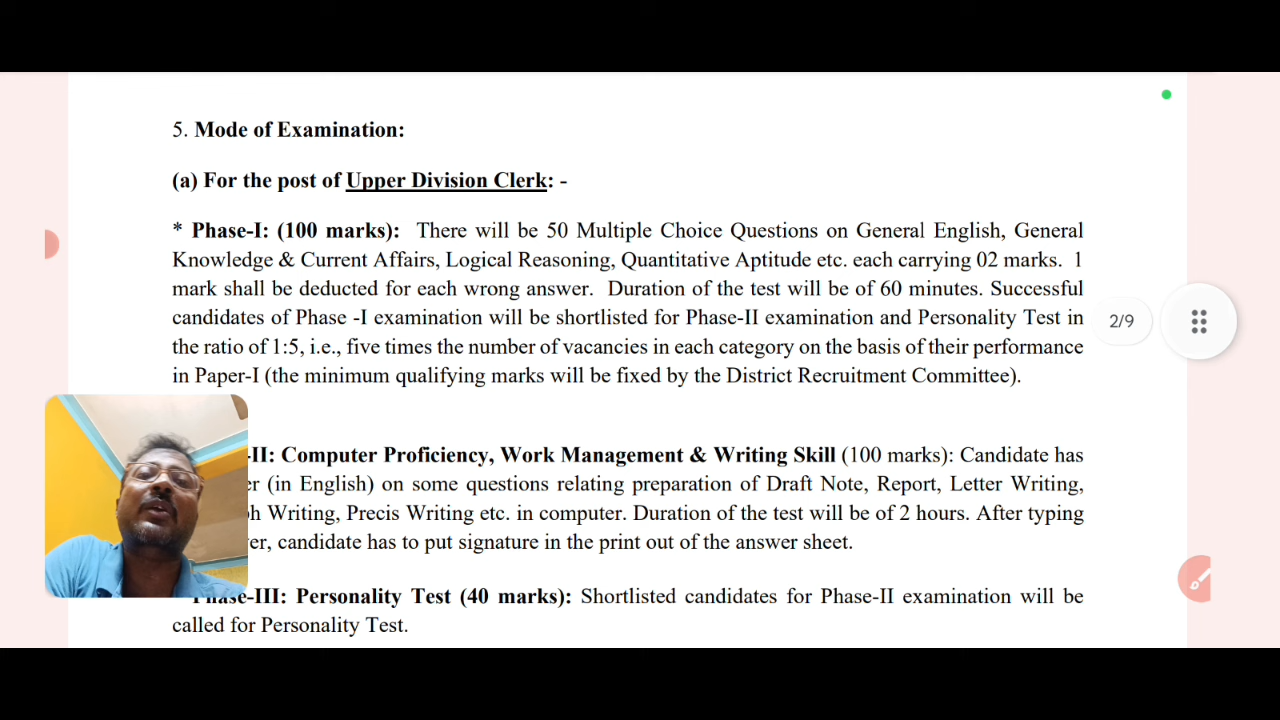 5. Mode of Examination:
(a) For the post of Upper Division Clerk: -
* Phase-I: (100 marks): There will be 50 Multiple Choice Questions on General English, General
Knowledge & Current Affairs, Logical Reasoning, Quantitative Aptitude etc. each carrying 02 marks. 1
mark shall be deducted for each wrong answer. Duration of the test will be of 60 minutes. Successful
candidates of Phase -I examination will be shortlisted for Phase-II examination and Personality Test in
the ratio of 1:5, i.e., five times the number of vacancies in each category on the basis of their performance
in Paper-I (the minimum qualifying marks will be fixed by the District Recruitment Committee).
2/9
-II: Computer Proficiency, Work Management & Writing Skill (100 marks): Candidate has
(in English) on some questions relating preparation of Draft Note, Report, Letter Writing,
Writing, Precis Writing etc. in computer. Duration of the test will be of 2 hours. After typing
candidate has to put signature in the print out of the answer sheet.
Phase-III: Personality Test (40 marks): Shortlisted candidates for Phase-II examination will be
called for Personality Test.